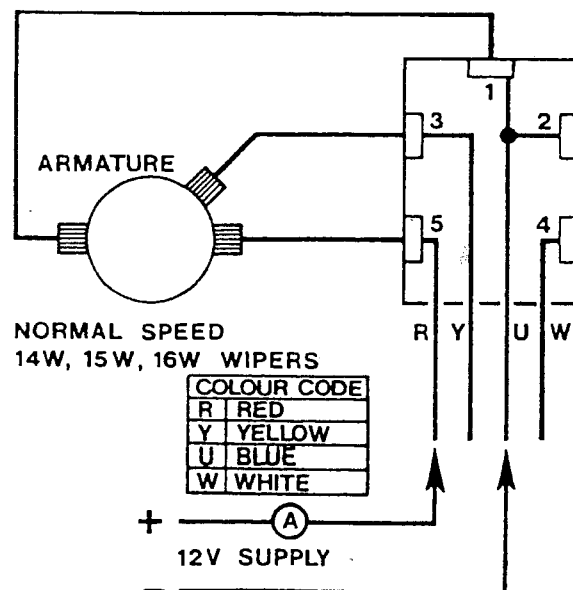 1
3
2
ARMATURE
5
4
NORMAL SPEED
14W, 15W, 16W WIPERS
R Y U W
COLOUR CODE
R RED
Y YELLOW
U BLUE
W WHITE
+ A
12V SUPPLY
−